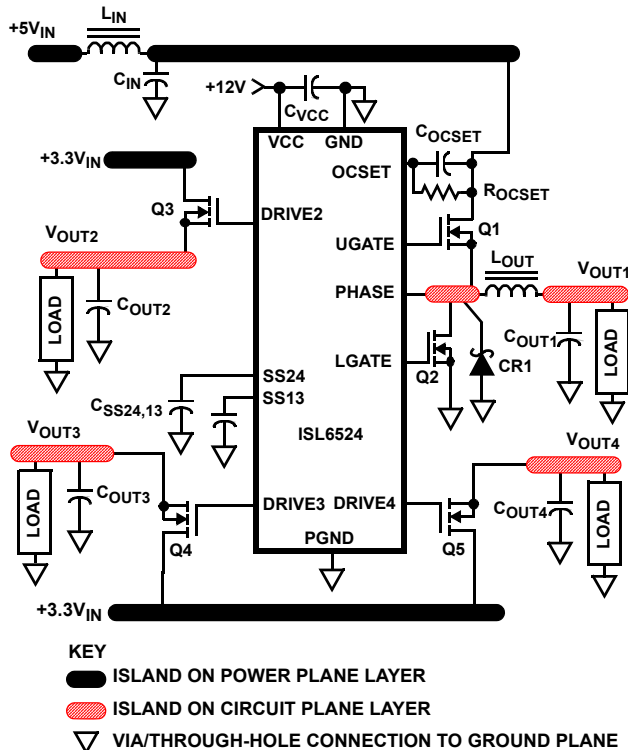 +5VIN
LIN
CIN
+12V
CVCC
VCC
GND
COCSET
OCSET
ROCSET
+3.3VIN
Q3
DRIVE2
UGATE
Q1
VOUT2
LOUT
VOUT1
PHASE
LOAD
COUT2
COUT1
LOAD
LGATE
Q2
CR1
SS24
CSS24,13
SS13
ISL6524
VOUT3
VOUT4
LOAD
COUT3
DRIVE3
DRIVE4
COUT4
LOAD
Q4
PGND
Q5
+3.3VIN
KEY
ISLAND ON POWER PLANE LAYER
ISLAND ON CIRCUIT PLANE LAYER
VIA/THROUGH-HOLE CONNECTION TO GROUND PLANE